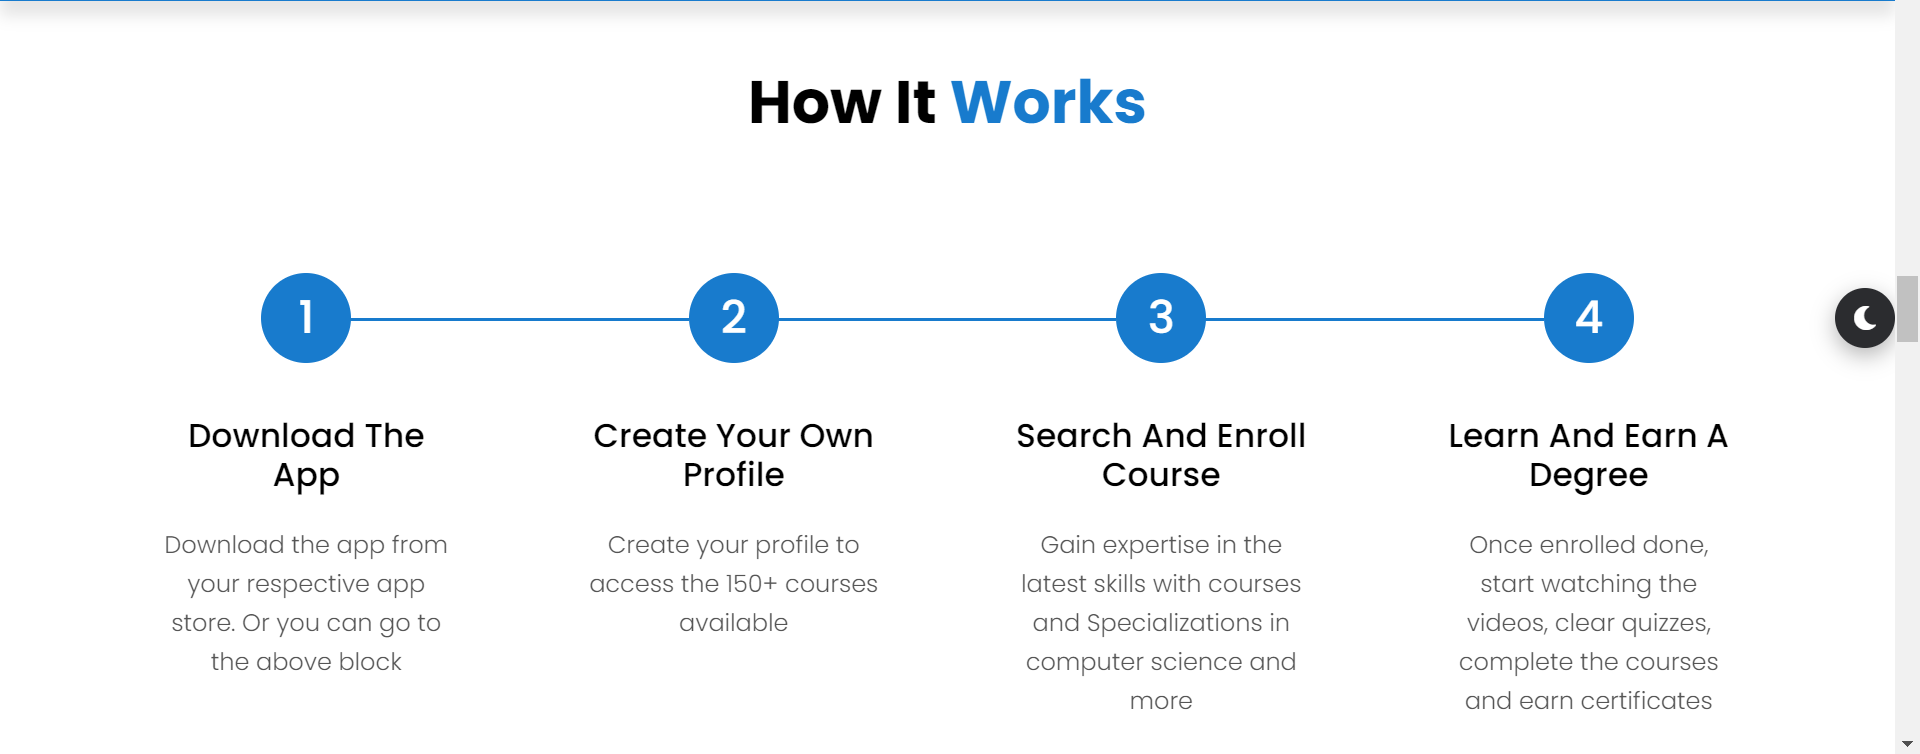 How It Works
1
2
3
4
Download The
App
Download the app from
your respective app
store. Or you can go to
the above block
Create Your Own
Profile
Create your profile to
access the 150+ courses
available
Search And Enroll
Course
Gain expertise in the
latest skills with courses
and Specializations in
computer science and
more
Learn And Earn A
Degree
Once enrolled done,
start watching the
videos, clear quizzes,
complete the courses
and earn certificates